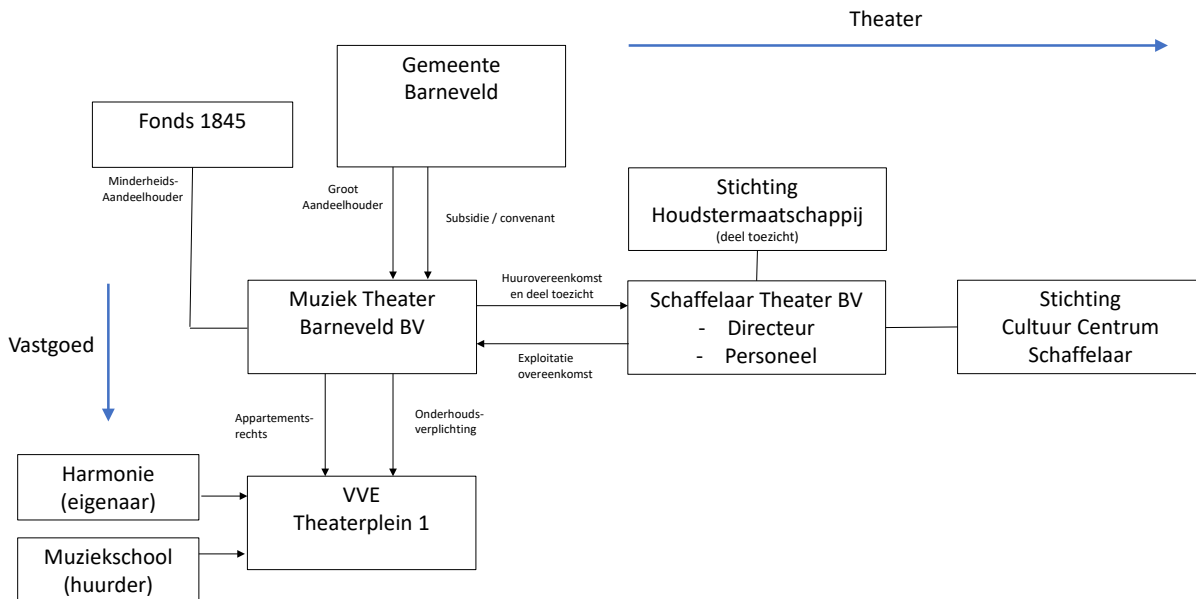 Theater
Gemeente
Barneveld
Fonds 1845
Minderheids-
Aandeelhouder
Groot
Aandeelhouder
Subsidie / convenant
Stichting
Houdstermaatschappij
(deel toezicht)
Vastgoed
Muziek Theater
Barneveld BV
Huurovereenkomst
en deel toezicht
Exploitatie
overeenkomst
Schaffelaar Theater BV
- Directeur
- Personeel
Stichting
Cultuur Centrum
Schaffelaar
Appartements-
rechts
Onderhouds-
verplichting
Harmonie
(eigenaar)
VVE
Theaterplein 1
Muziekschool
(huurder)